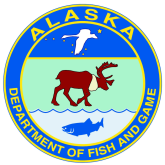 ALASKA
DEPARTMENT OF FISH AND GAME